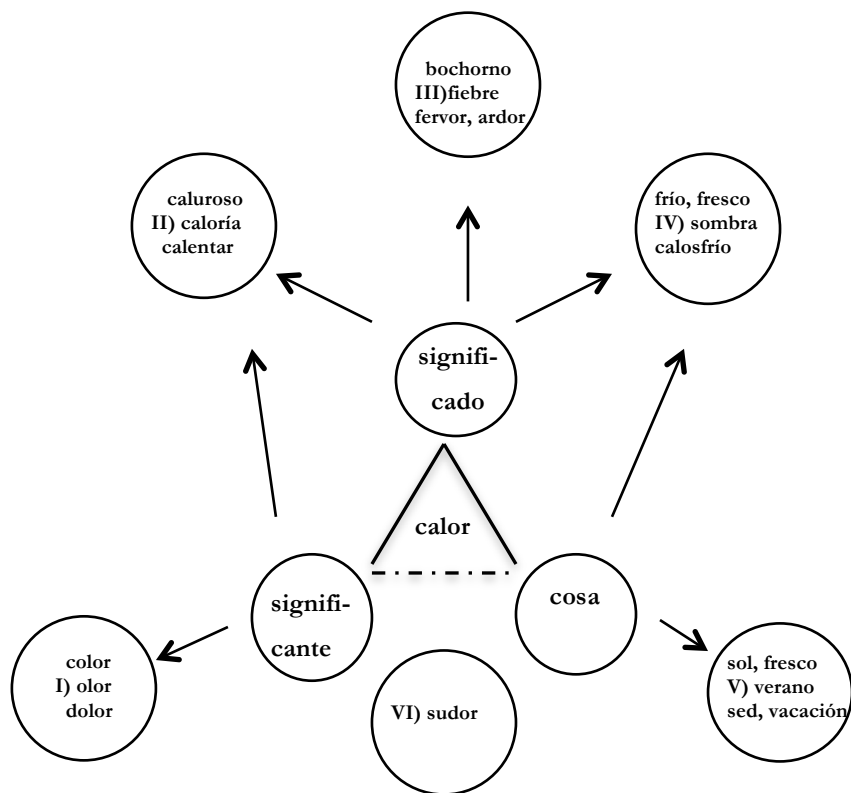 bochorno
III)fiebre
fervor, ardor
caluroso
II) caloría
calentar
frío, fresco
IV) sombra
calosfrío
signifi-
cado
calor
signifi-
cante
cosa
color
I) olor
dolor
VI) sudor
sol, fresco
V) verano
sed, vacación